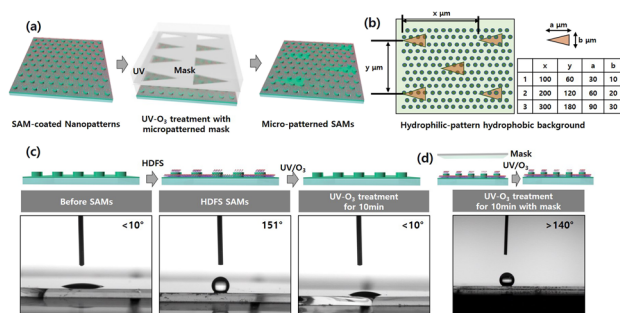 (a)
UV
Mask
SAM-coated Nanopatterns
UV-O₃ treatment with
micropatterned mask
Micro-patterned SAMs
(b)
x μm
y μm
a μm
b μm
Hydrophilic-pattern hydrophobic background
x y a b
1 100 60 30 10
2 200 120 60 20
3 300 180 90 30
(c)
HDFS
UV/O₃
Before SAMs
HDFS SAMs
UV-O₃ treatment
for 10min
<10°
151°
<10°
(d)
Mask
UV/O₃
UV-O₃ treatment
for 10min with mask
>140°